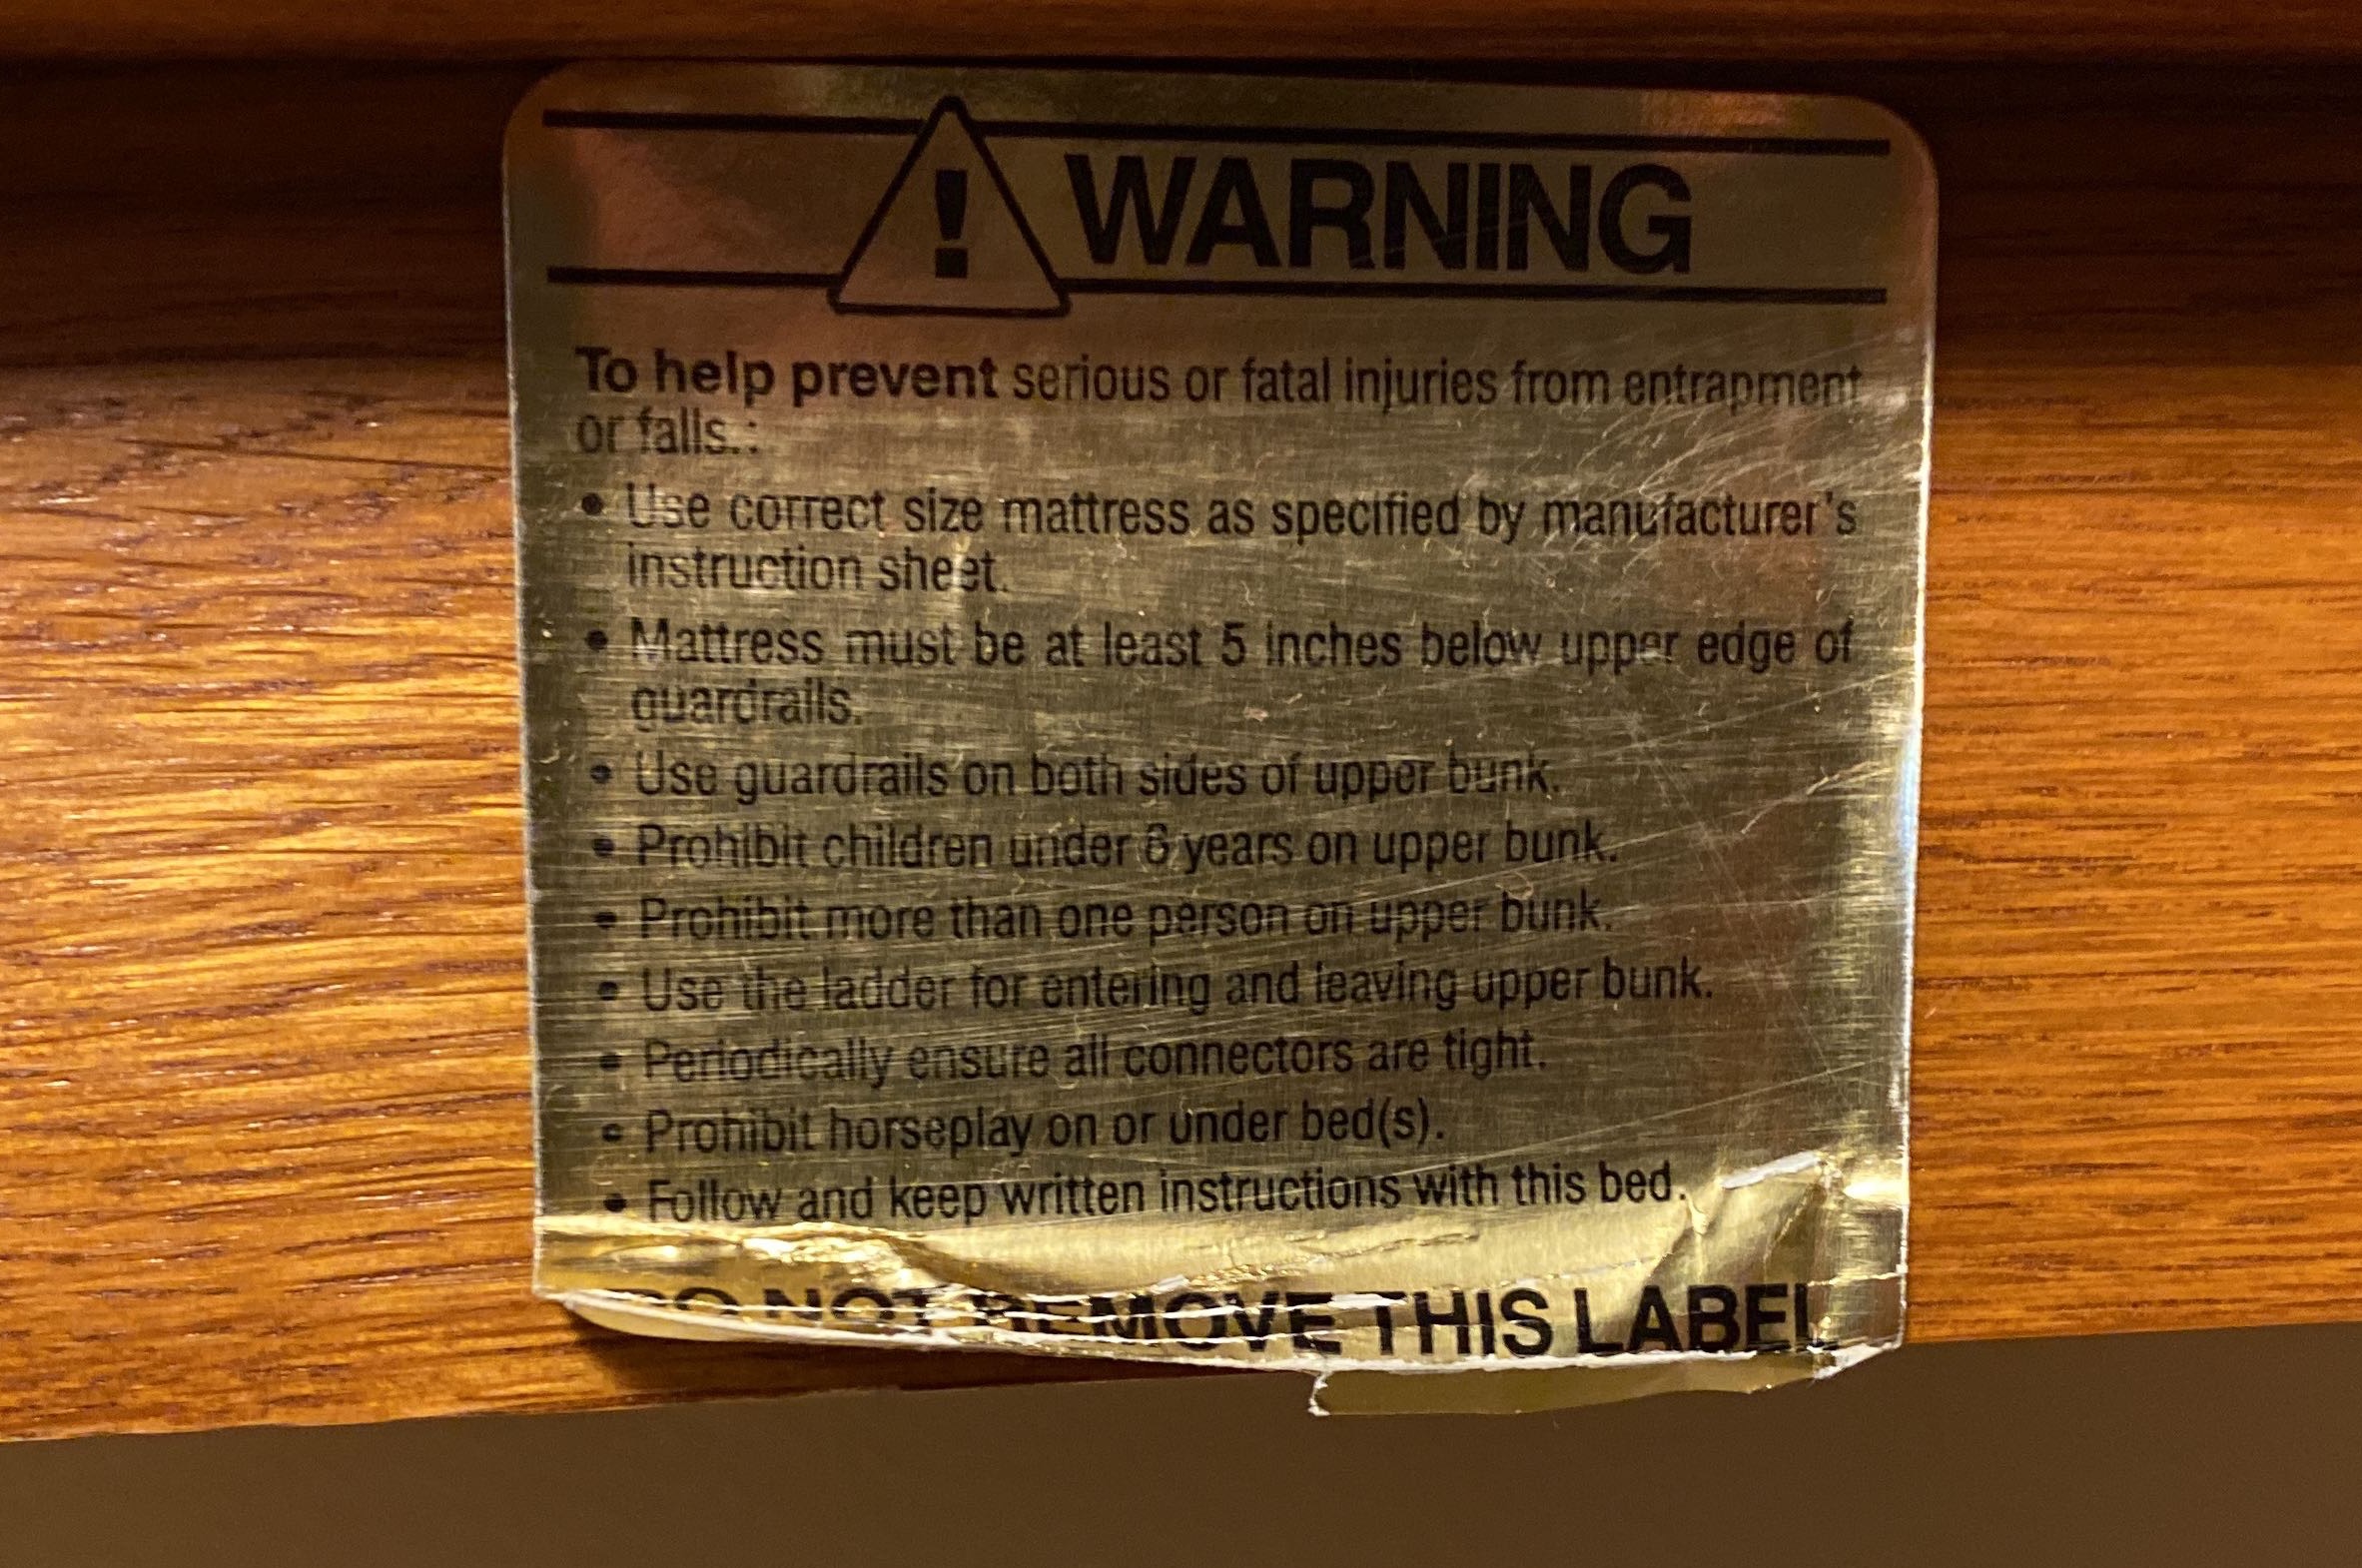 ! WARNING
To help prevent serious or fatal injuries from entrapment
or falls.:
• Use correct size mattress as specified by manufacturer's
instruction sheet.
• Mattress must be at least 5 inches below upper edge of
guardrails.
• Use guardrails on both sides of upper bunk.
• Prohibit children under 6 years on upper bunk.
• Prohibit more than one person on upper bunk.
• Use the ladder for entering and leaving upper bunk.
• Periodically ensure all connectors are tight.
• Prohibit horseplay on or under bed(s).
• Follow and keep written instructions with this bed.
DO NOT REMOVE THIS LABEL